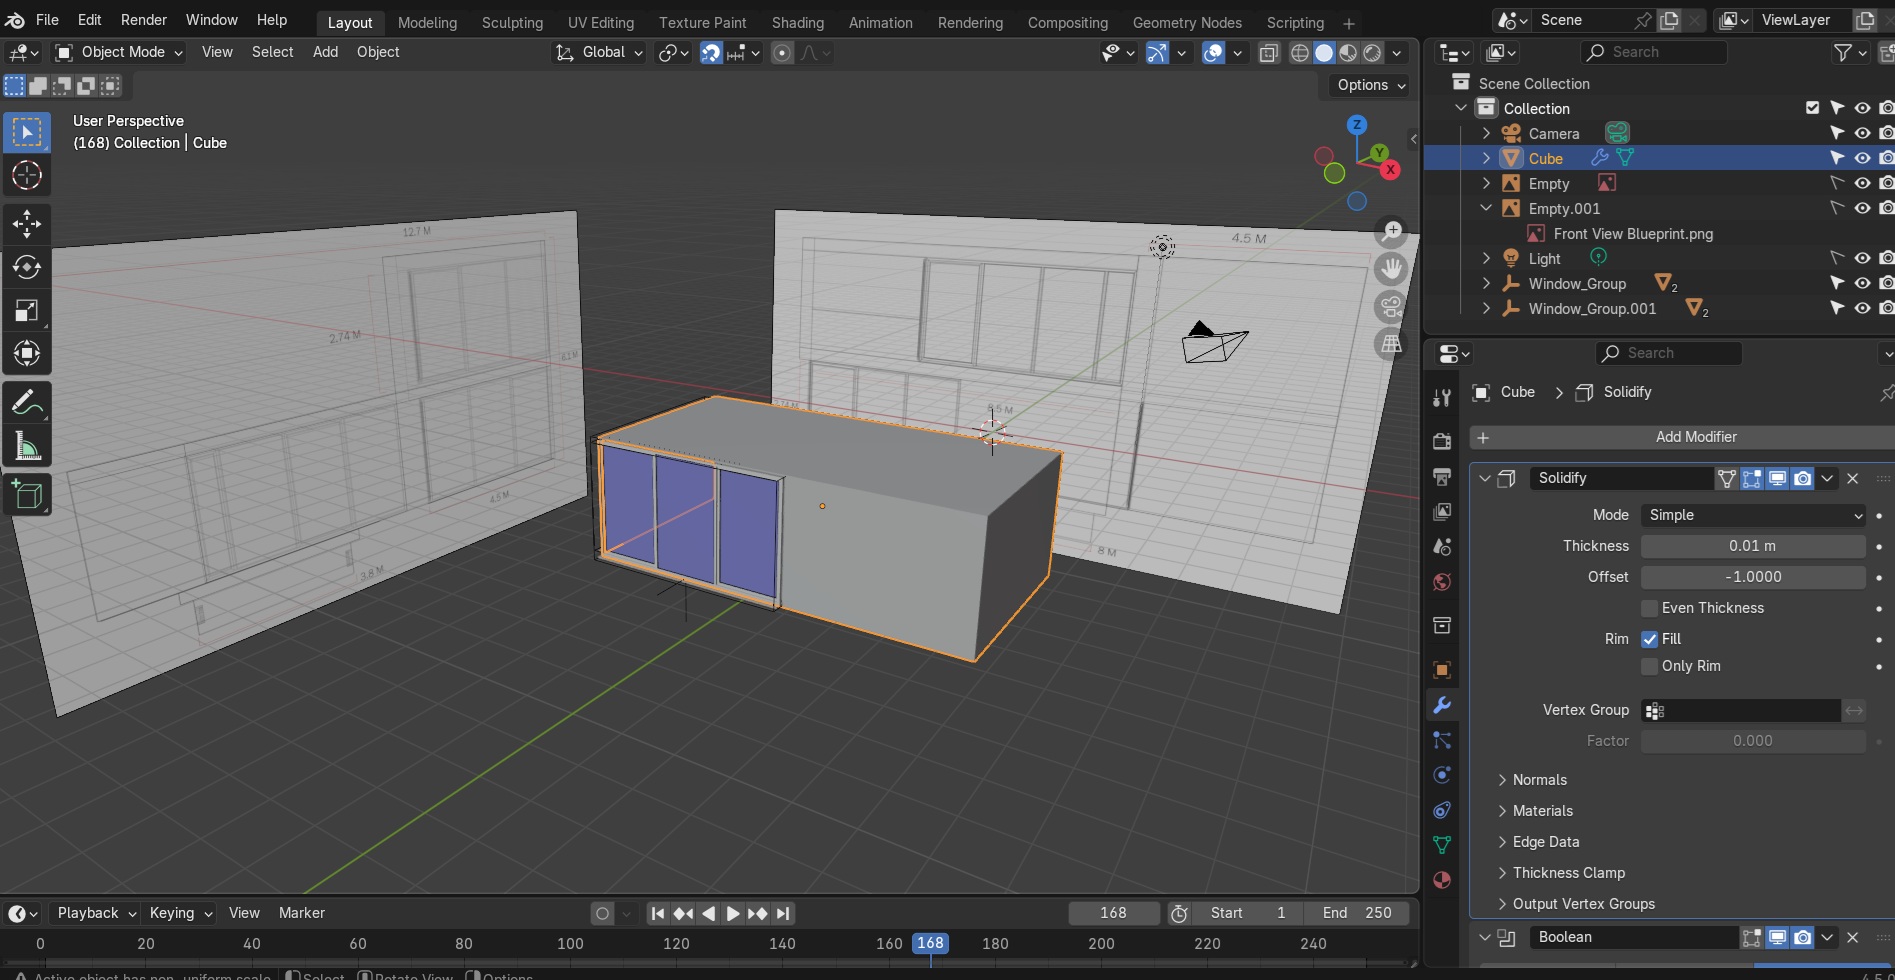 File Edit Render Window Help Layout Modeling Sculpting UV Editing Texture Paint Shading Animation Rendering Compositing Geometry Nodes Scripting + Scene ViewLayer
Object Mode View Select Add Object Global Search
Options
User Perspective
(168) Collection | Cube
Z
Y
X
12.7 M
2.74 M
6.1 M
4.5 M
3.8 M
4.5 M
8.5 M
8 M
Scene Collection
Collection
Camera
Cube
Empty
Empty.001
Front View Blueprint.png
Light
Window_Group 2
Window_Group.001 2
Search
Cube > Solidify
+ Add Modifier
Solidify
Mode Simple
Thickness 0.01 m
Offset -1.0000
Even Thickness
Rim Fill
Only Rim
Vertex Group
Factor 0.000
Normals
Materials
Edge Data
Thickness Clamp
Output Vertex Groups
Boolean
Playback Keying View Marker 168 Start 1 End 250
0 20 40 60 80 100 120 140 160 168 180 200 220 240
Active object has non-uniform scale Select Rotate View Options 4.5.0